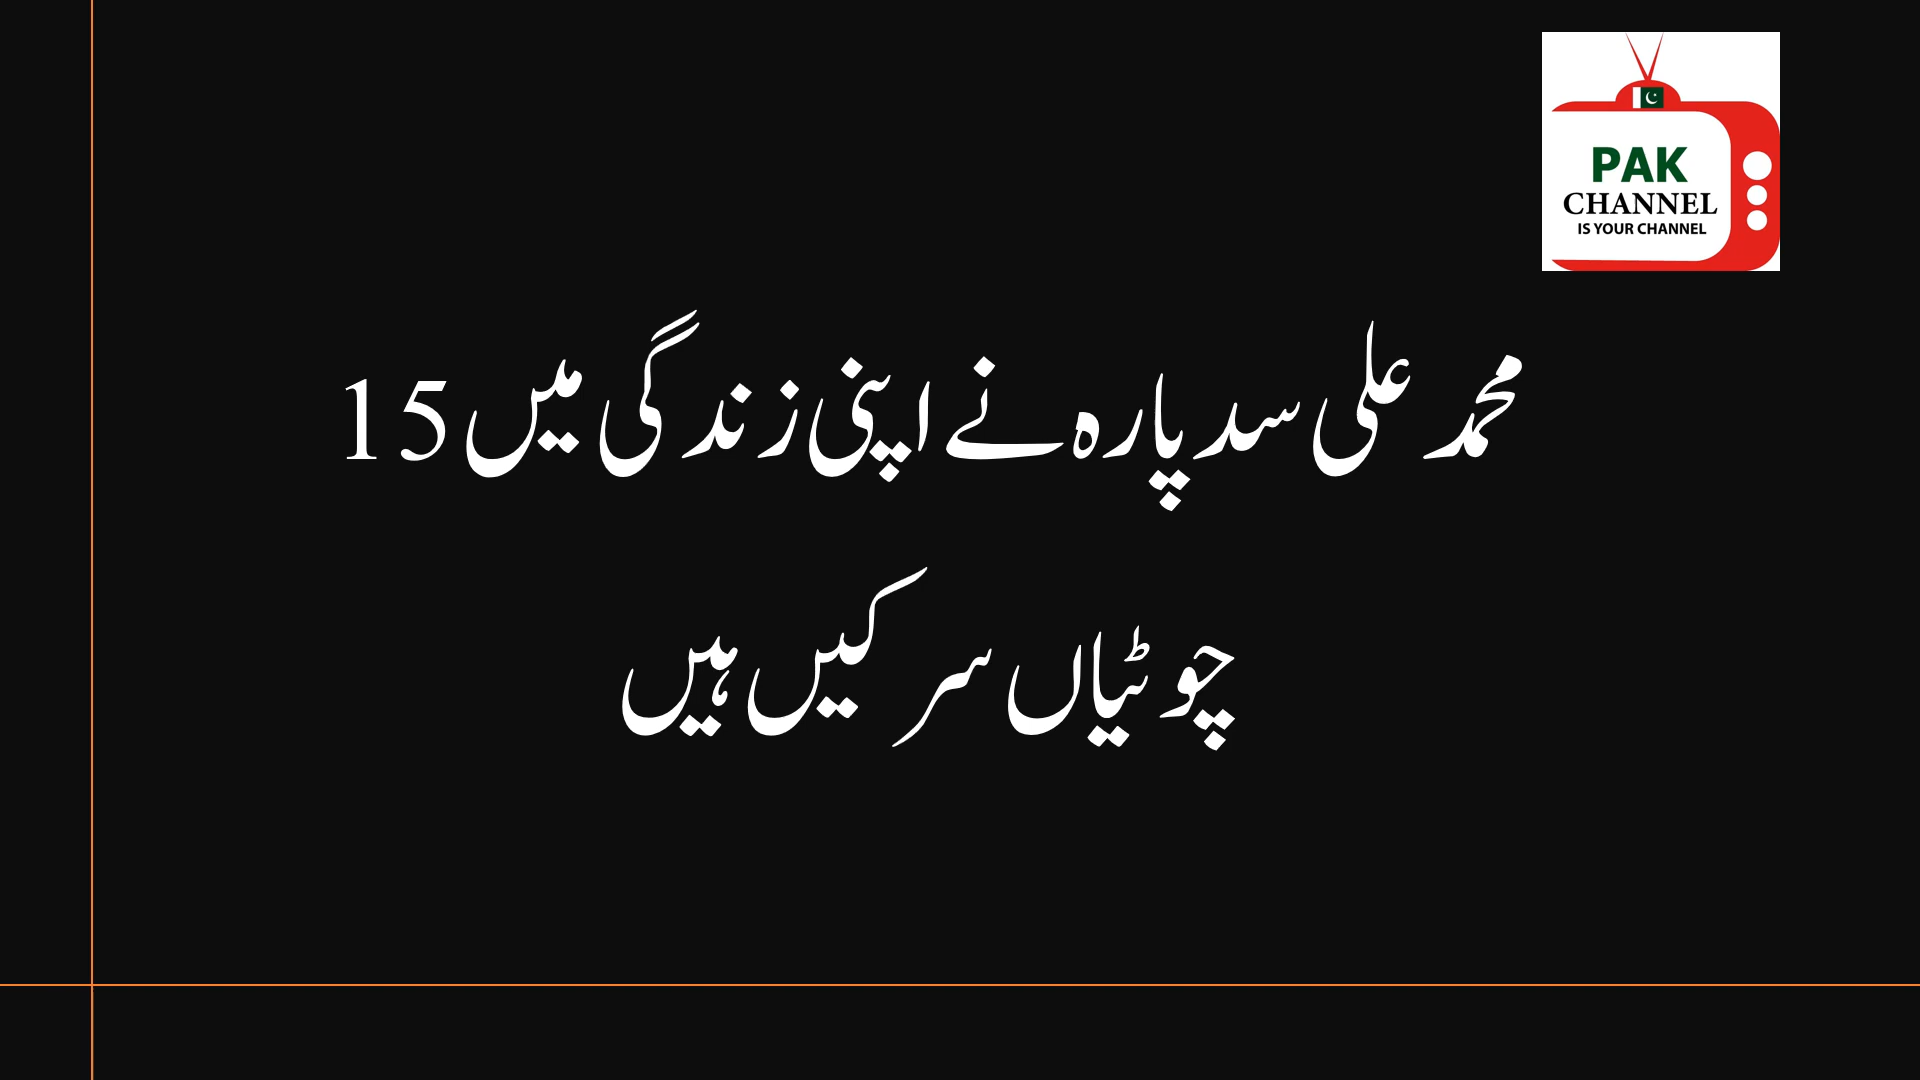 PAK
CHANNEL
IS YOUR CHANNEL
محمد علی سدپارہ نے اپنی زندگی میں 15
چوٹیاں سر کیں ہیں